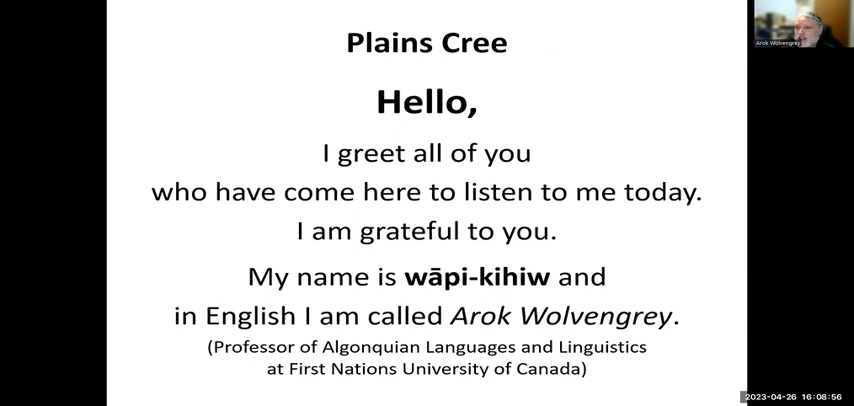 Plains Cree
Hello,
I greet all of you
who have come here to listen to me today.
I am grateful to you.
My name is wāpi-kihiw and
in English I am called Arok Wolvengrey.
(Professor of Algonquian Languages and Linguistics
at First Nations University of Canada)
Arok Wolvengrey
2023-04-26 16:08:56